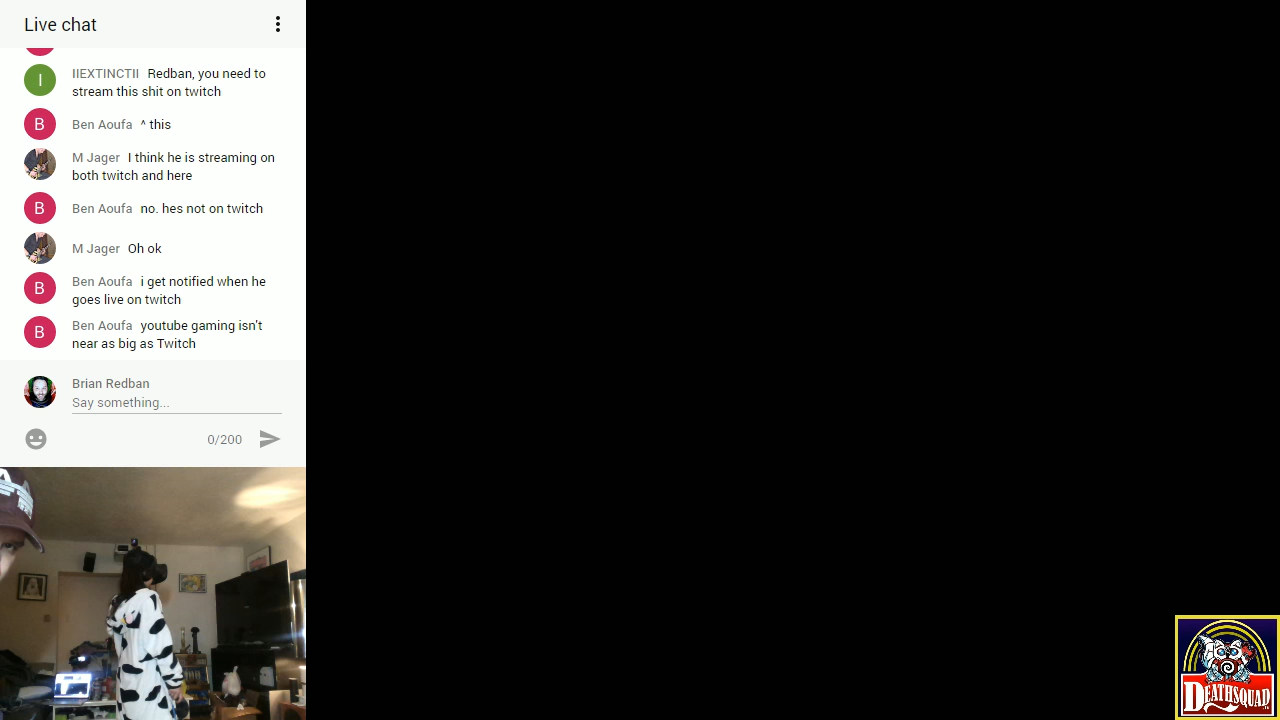 Live chat
I
IIEXTINCTII Redban, you need to
stream this shit on twitch
B
Ben Aoufa ^ this
M Jager I think he is streaming on
both twitch and here
B
Ben Aoufa no. hes not on twitch
M Jager Oh ok
B
Ben Aoufa i get notified when he
goes live on twitch
B
Ben Aoufa youtube gaming isn't
near as big as Twitch
Brian Redban
Say something...
0/200
DEATHSQUAD